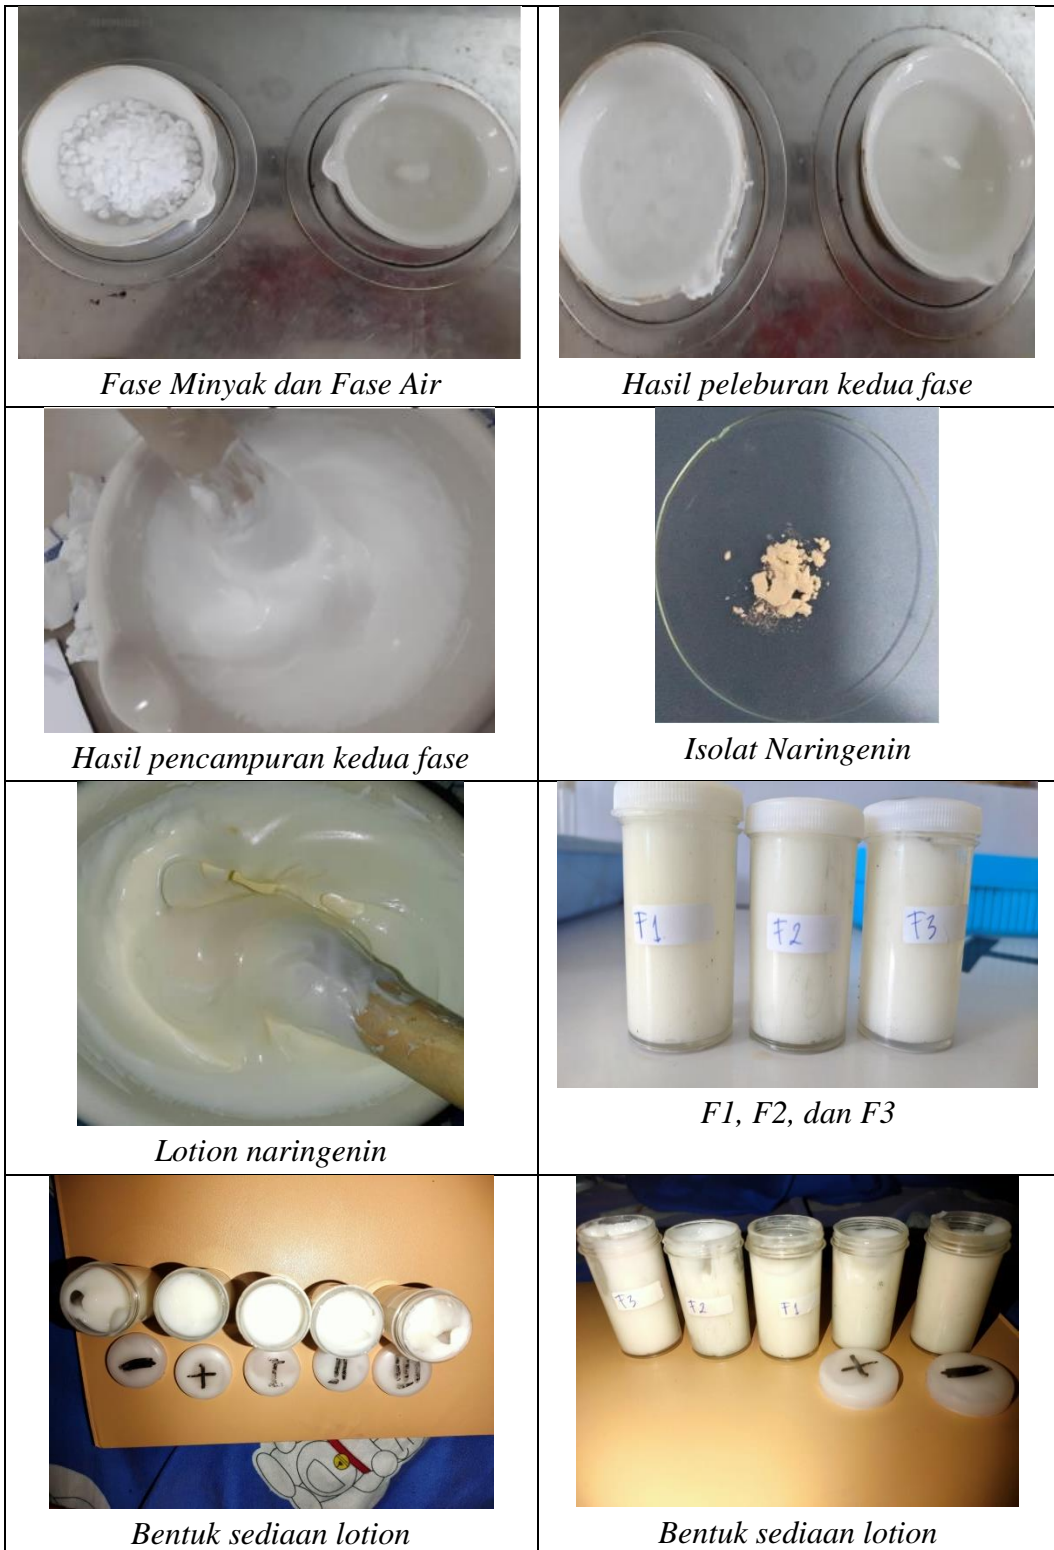 Fase Minyak dan Fase Air
Hasil peleburan kedua fase
Hasil pencampuran kedua fase
Isolat Naringenin
Lotion naringenin
F1
F2
F3
F1, F2, dan F3
- + I II III
Bentuk sediaan lotion
F3
F2
F1
+ -
Bentuk sediaan lotion